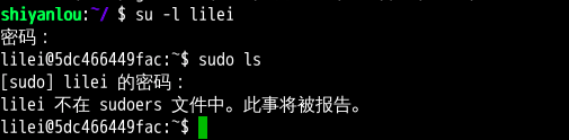 shiyanlou:~/ $ su -l lilei
密码：
lilei@5dc466449fac:~$ sudo ls
[sudo] lilei 的密码：
lilei 不在 sudoers 文件中。此事将被报告。
lilei@5dc466449fac:~$